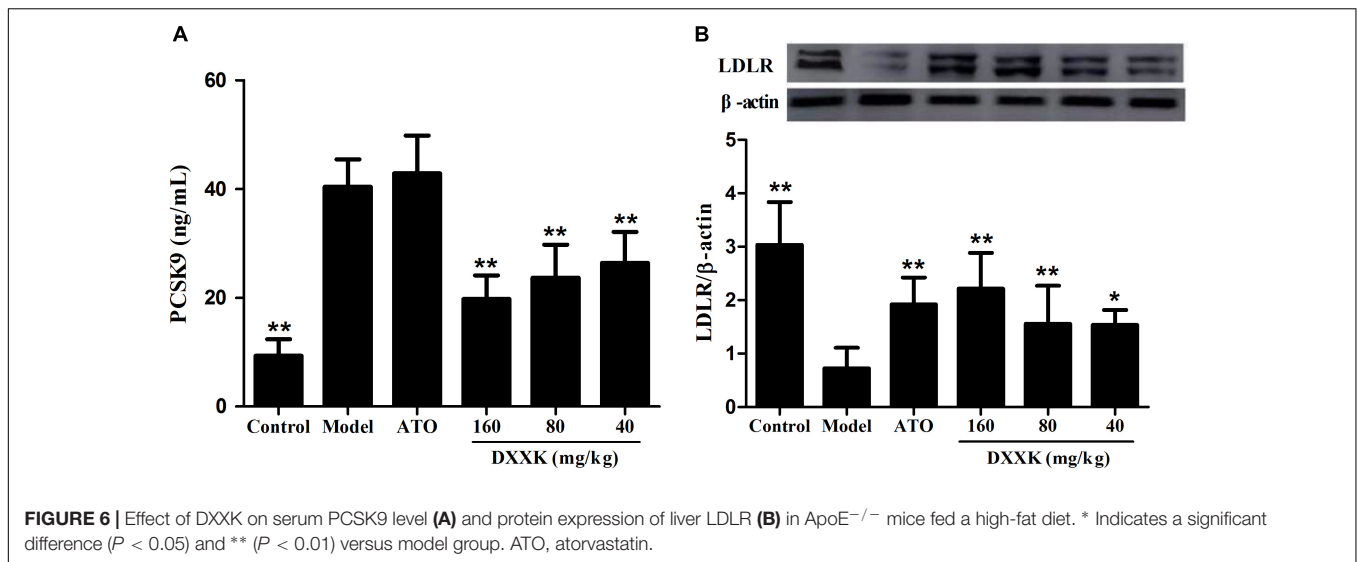 A
60
40
20
0
PCSK9 (ng/mL)
**
**
**
**
Control Model ATO 160 80 40
DXXK (mg/kg)
B
LDLR
β -actin
5
4
3
2
1
0
LDLR/β-actin
**
**
**
**
*
Control Model ATO 160 80 40
DXXK (mg/kg)
FIGURE 6 | Effect of DXXK on serum PCSK9 level (A) and protein expression of liver LDLR (B) in ApoE−/− mice fed a high-fat diet. * Indicates a significant
difference (P < 0.05) and ** (P < 0.01) versus model group. ATO, atorvastatin.